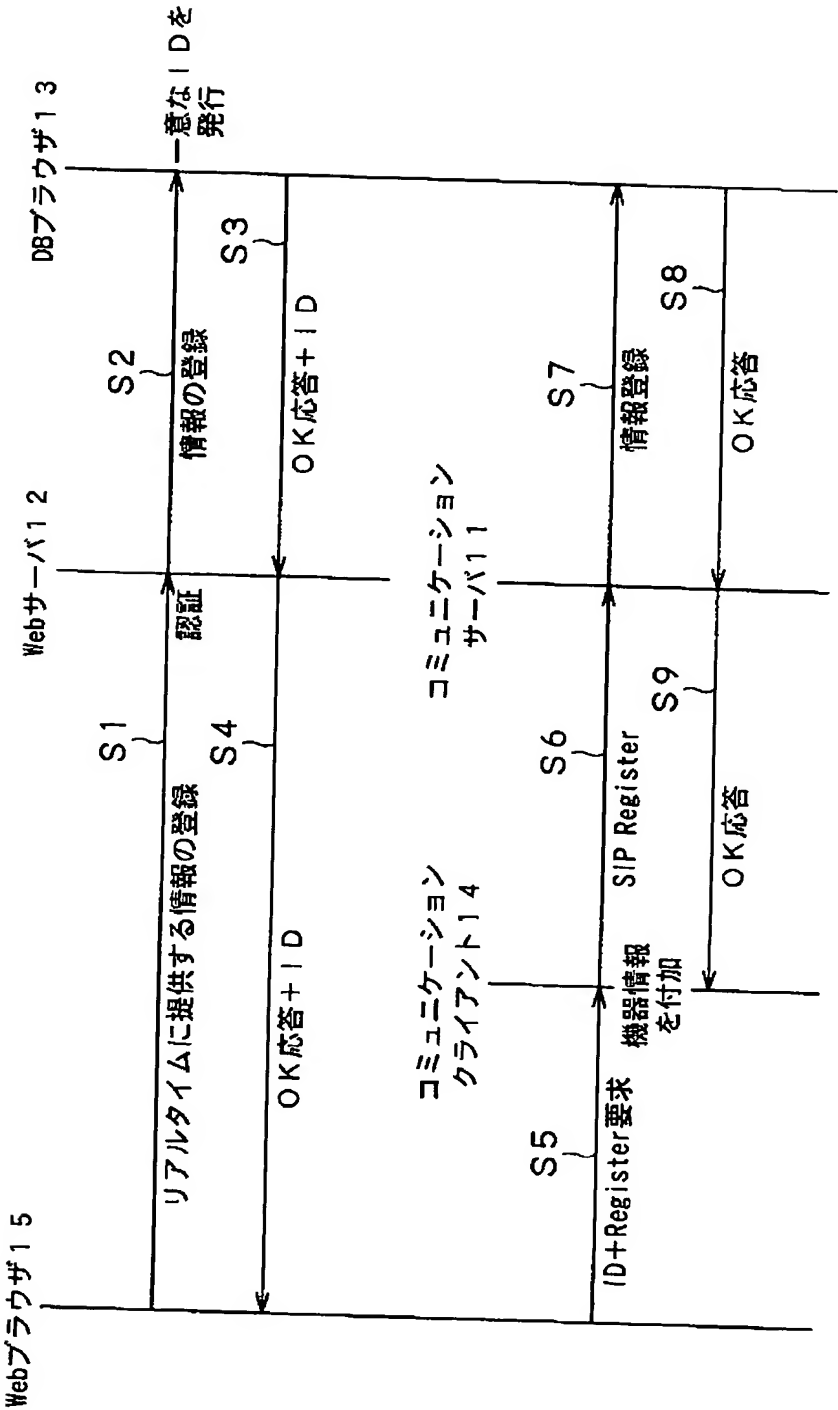 Webブラウザ15
Webサーバ12
DBブラウザ13
S1
リアルタイムに提供する情報の登録
認証
S2
情報の登録
一意なIDを
発行
S3
OK応答+ID
S4
OK応答+ID
コミュニケーション
クライアント14
コミュニケーション
サーバ11
S5
ID+Register要求
機器情報
を付加
S6
SIP Register
S7
情報登録
S8
OK応答
S9
OK応答